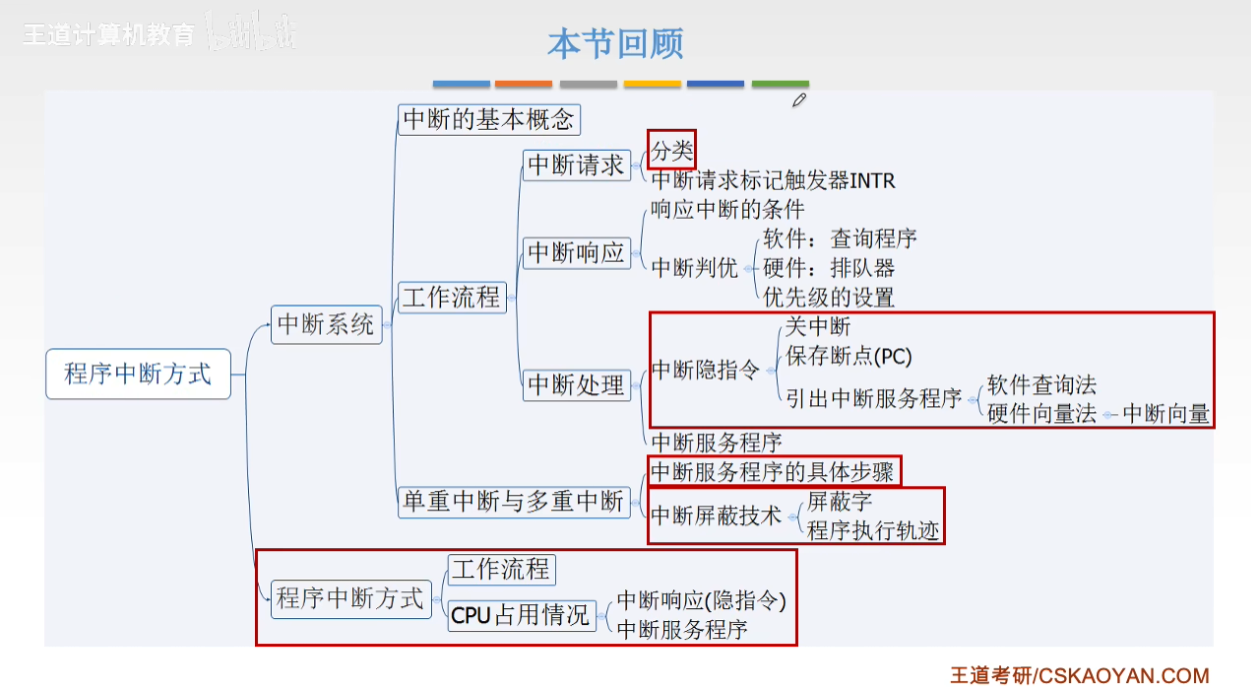 王道计算机教育 bilibili
本节回顾
中断的基本概念
分类
中断请求
中断请求标记触发器INTR
响应中断的条件
软件：查询程序
中断响应
中断判优
硬件：排队器
优先级的设置
工作流程
中断系统
关中断
保存断点(PC)
程序中断方式
中断处理
中断隐指令
引出中断服务程序
软件查询法
硬件向量法
中断向量
中断服务程序
中断服务程序的具体步骤
单重中断与多重中断
屏蔽字
中断屏蔽技术
程序执行轨迹
工作流程
程序中断方式
CPU占用情况
中断响应(隐指令)
中断服务程序
王道考研/CSKAOYAN.COM